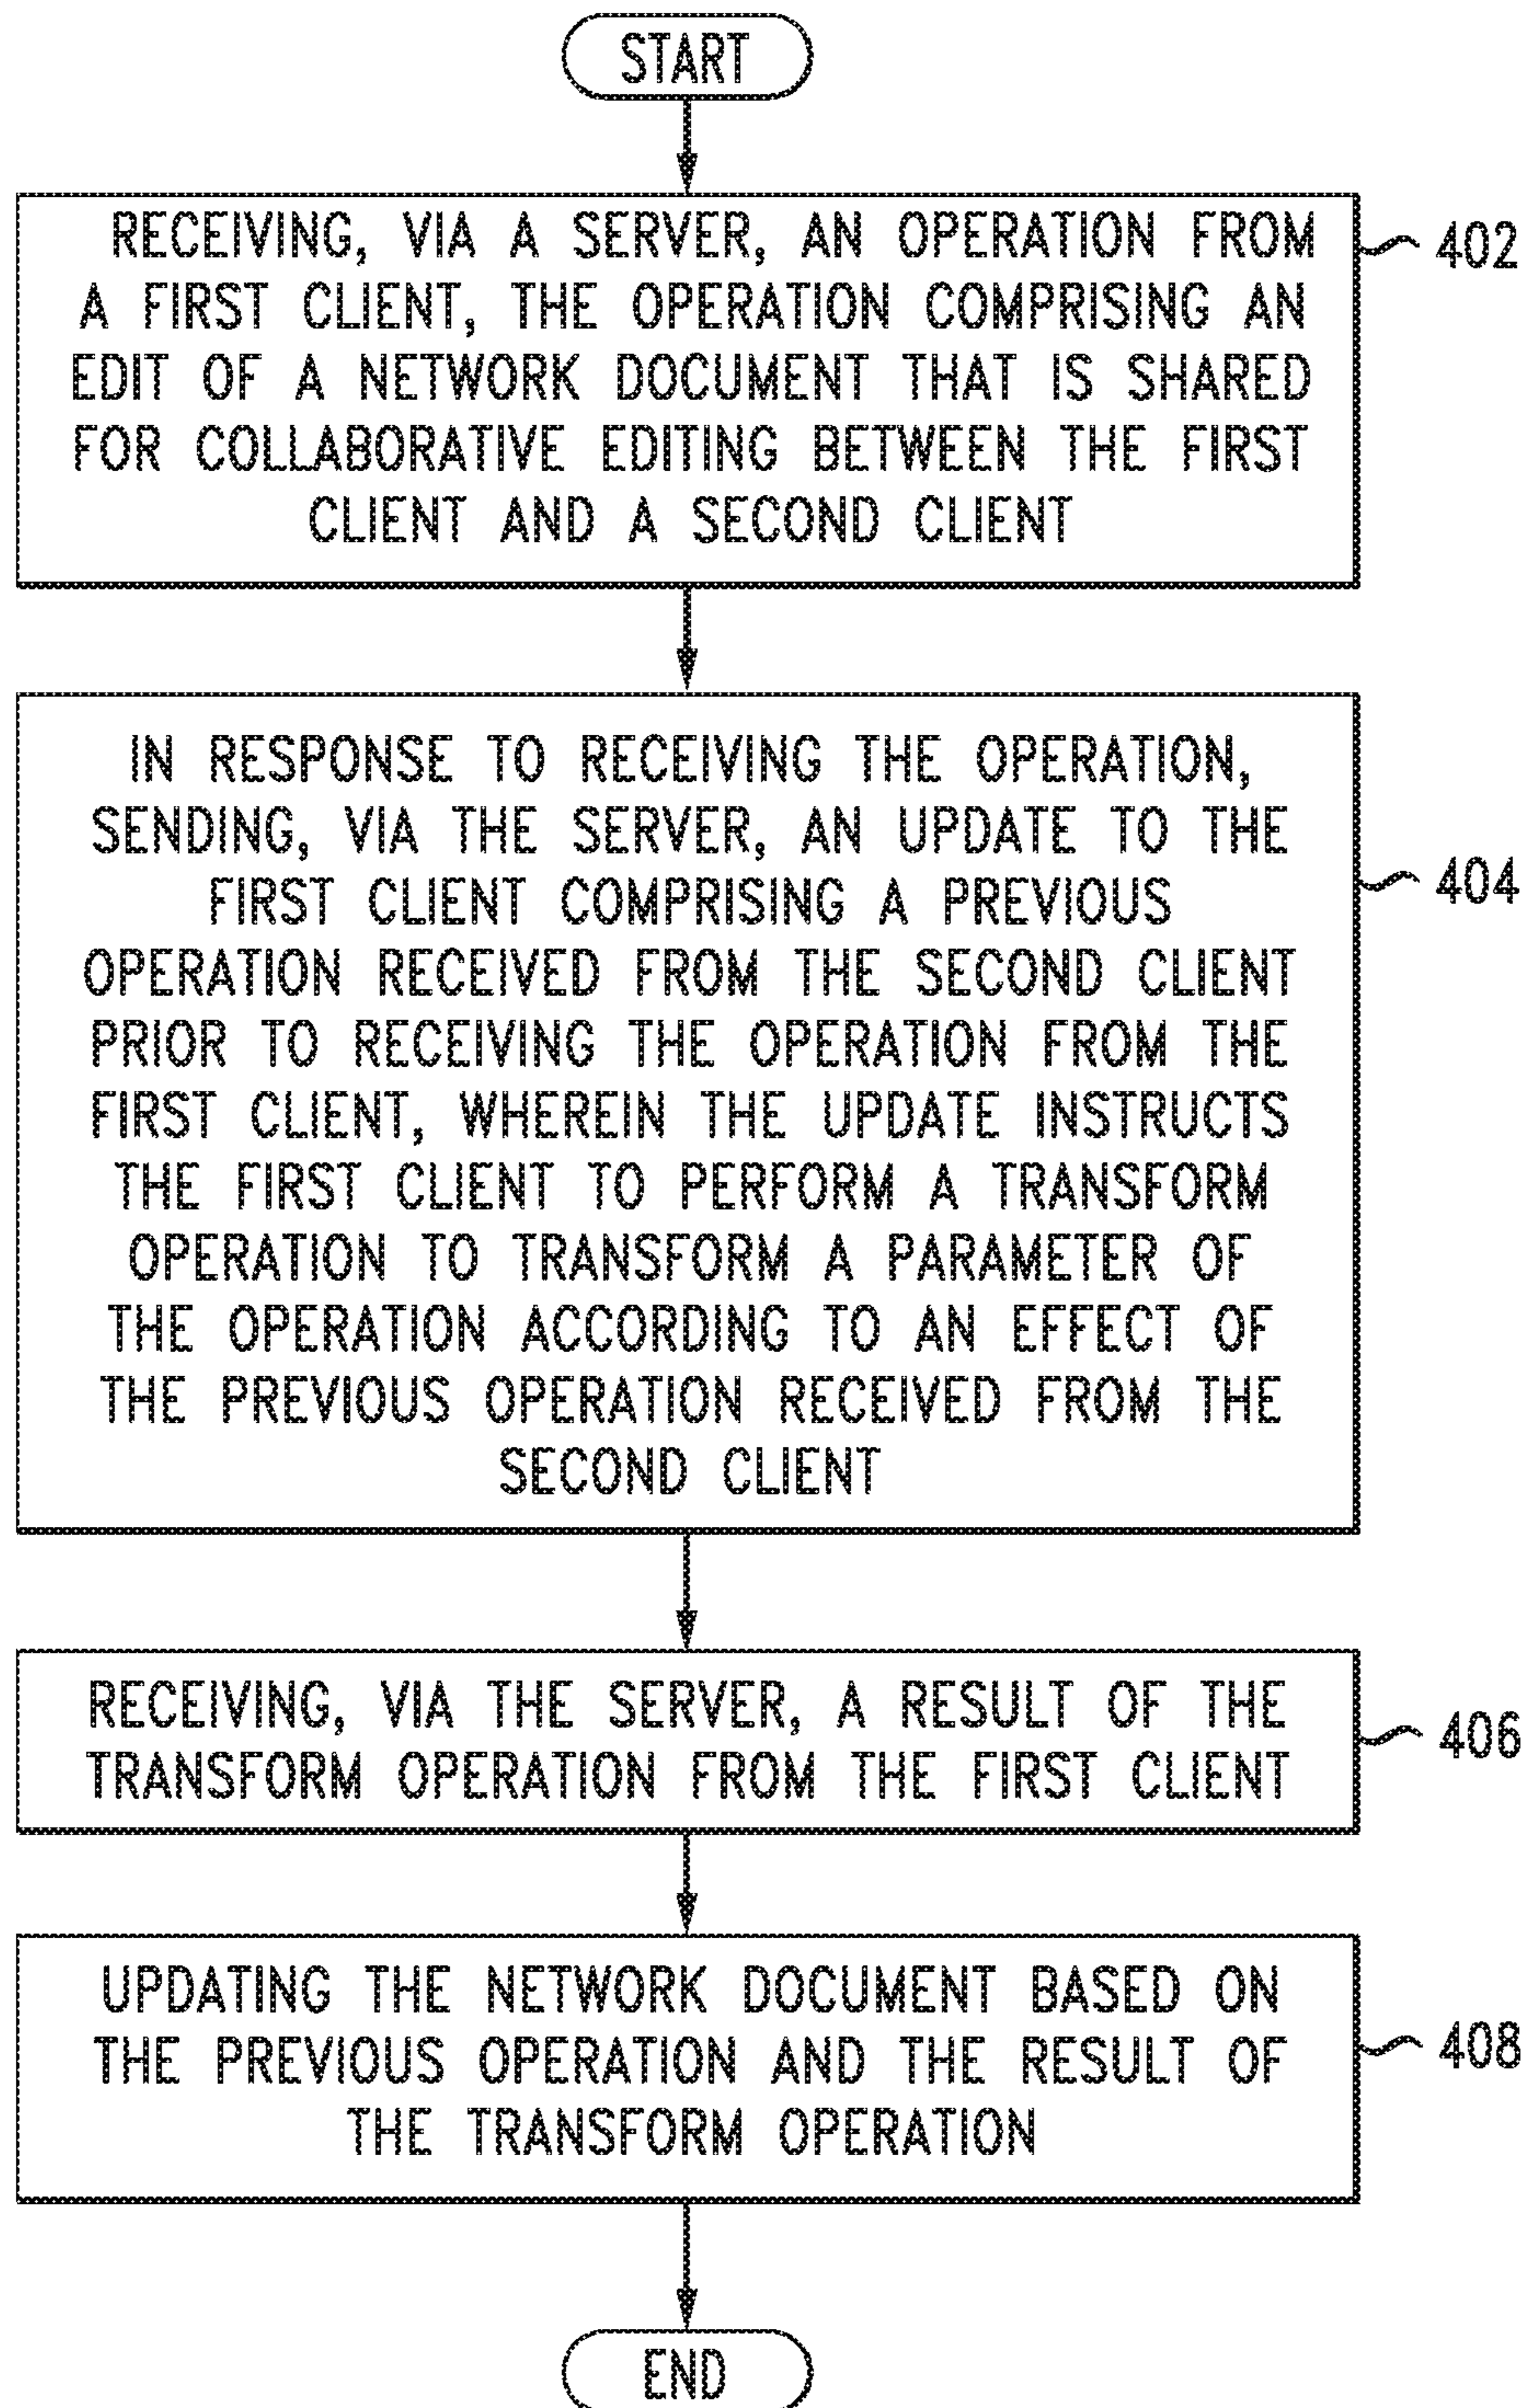 START
RECEIVING, VIA A SERVER, AN OPERATION FROM
A FIRST CLIENT, THE OPERATION COMPRISING AN
EDIT OF A NETWORK DOCUMENT THAT IS SHARED
FOR COLLABORATIVE EDITING BETWEEN THE FIRST
CLIENT AND A SECOND CLIENT
402
IN RESPONSE TO RECEIVING THE OPERATION,
SENDING, VIA THE SERVER, AN UPDATE TO THE
FIRST CLIENT COMPRISING A PREVIOUS
OPERATION RECEIVED FROM THE SECOND CLIENT
PRIOR TO RECEIVING THE OPERATION FROM THE
FIRST CLIENT, WHEREIN THE UPDATE INSTRUCTS
THE FIRST CLIENT TO PERFORM A TRANSFORM
OPERATION TO TRANSFORM A PARAMETER OF
THE OPERATION ACCORDING TO AN EFFECT OF
THE PREVIOUS OPERATION RECEIVED FROM THE
SECOND CLIENT
404
RECEIVING, VIA THE SERVER, A RESULT OF THE
TRANSFORM OPERATION FROM THE FIRST CLIENT
406
UPDATING THE NETWORK DOCUMENT BASED ON
THE PREVIOUS OPERATION AND THE RESULT OF
THE TRANSFORM OPERATION
408
END